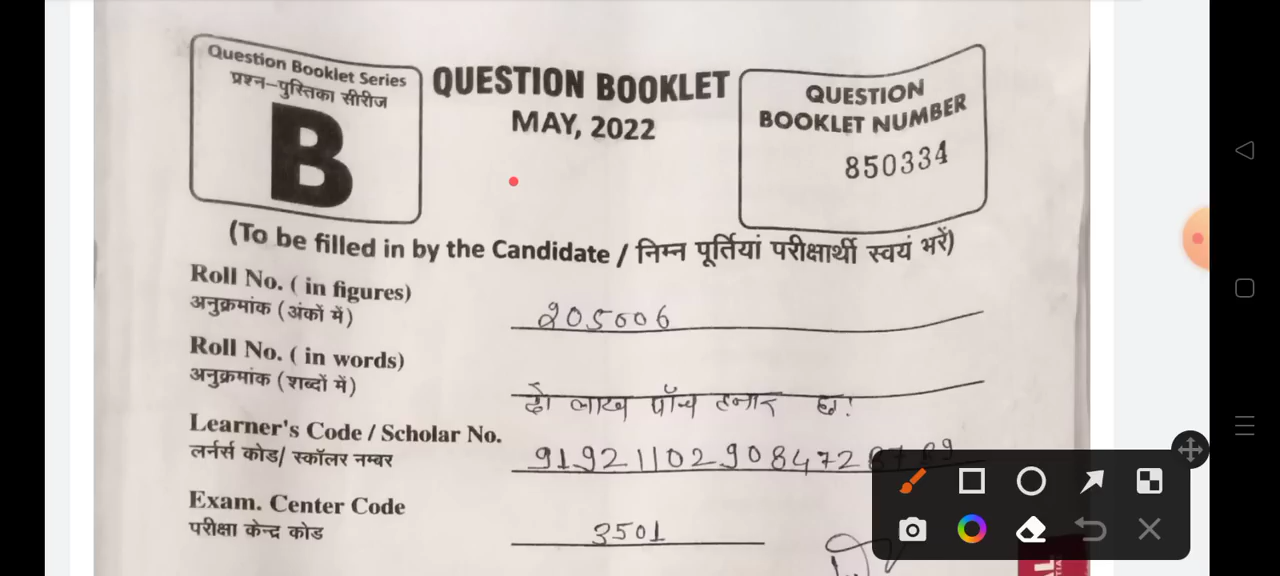 Question Booklet Series
प्रश्न-पुस्तिका सीरीज
B
QUESTION BOOKLET
MAY, 2022
QUESTION
BOOKLET NUMBER
850334
(To be filled in by the Candidate / निम्न पूर्तियां परीक्षार्थी स्वयं भरें)
Roll No. ( in figures)
अनुक्रमांक (अंकों में)
205006
Roll No. ( in words)
अनुक्रमांक (शब्दों में)
दो लाख पाँच हजार छः
Learner's Code / Scholar No.
लर्नर्स कोड/ स्कॉलर नम्बर
Exam. Center Code
परीक्षा केन्द्र कोड
3501